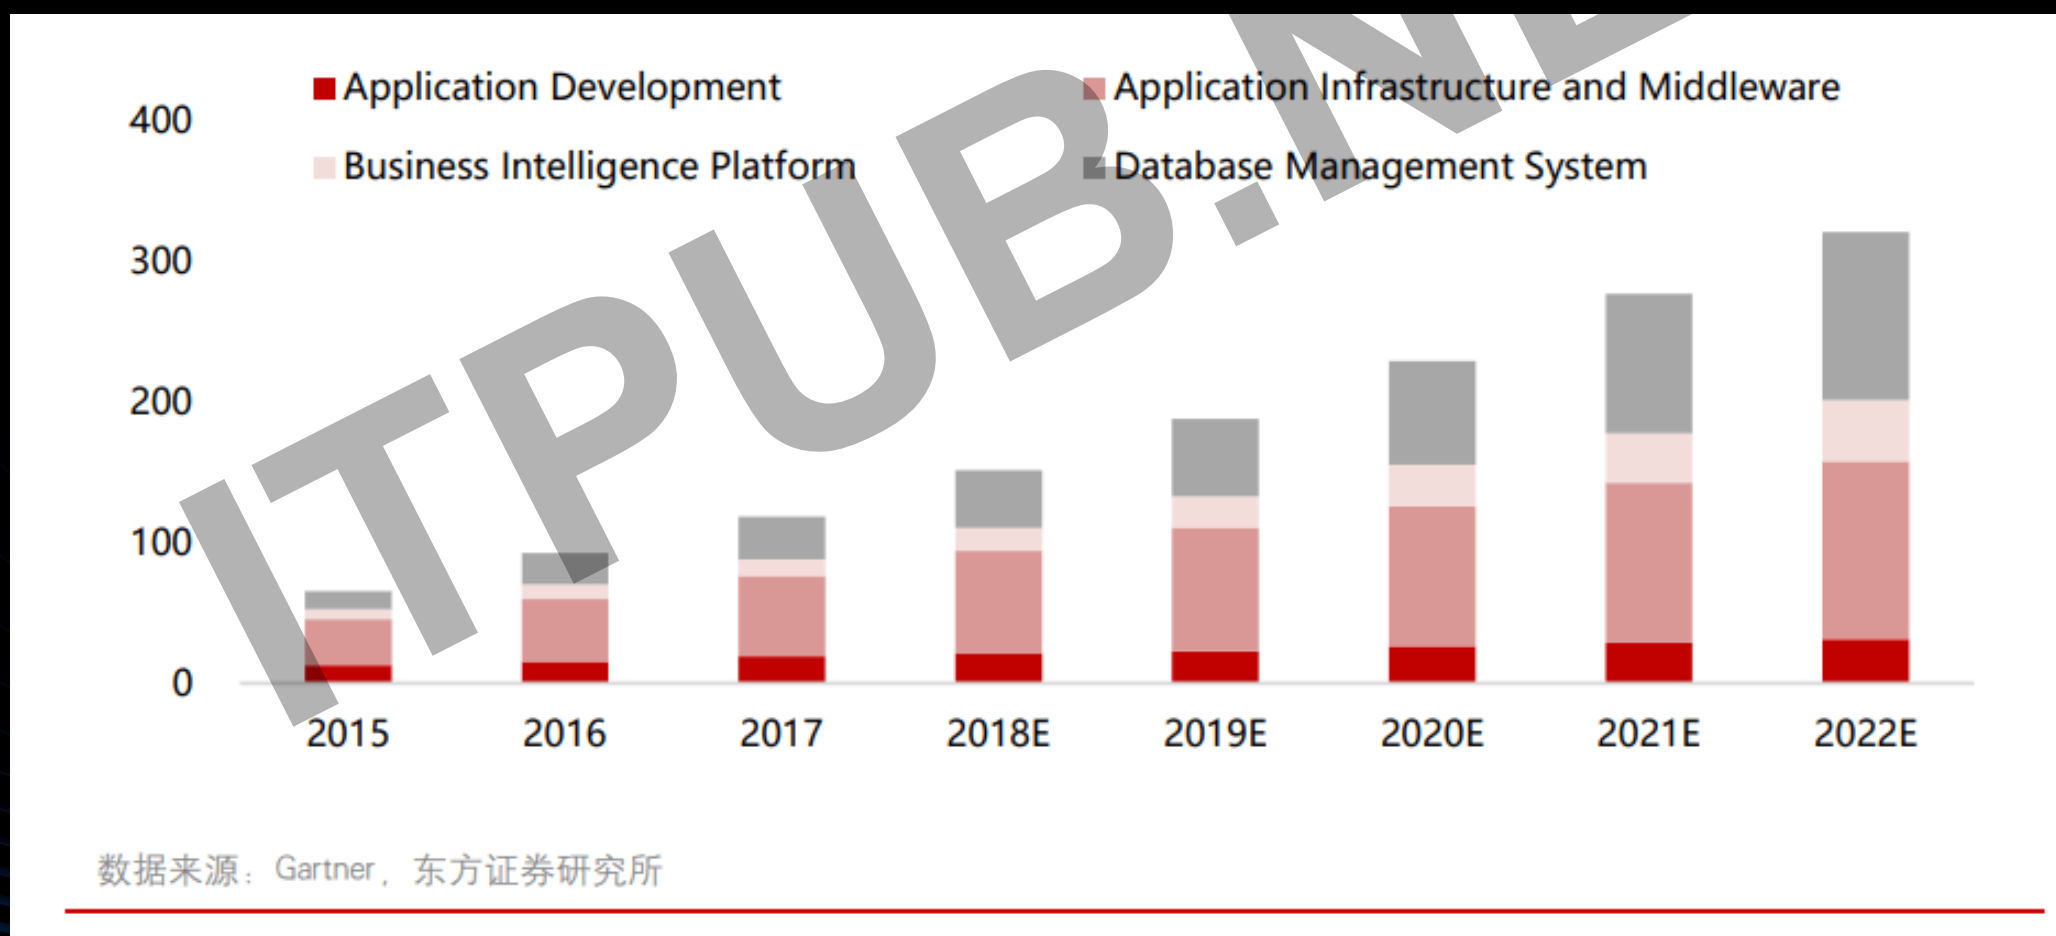 Application Development
Application Infrastructure and Middleware
Business Intelligence Platform
Database Management System
400
300
200
100
0
2015
2016
2017
2018E
2019E
2020E
2021E
2022E
数据来源：Gartner，东方证券研究所
ITPUB.NE